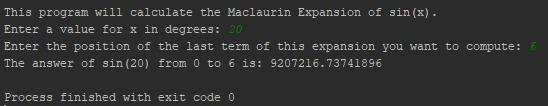 This program will calculate the Maclaurin Expansion of sin(x).
Enter a value for x in degrees: 20
Enter the position of the last term of this expansion you want to compute: 6
The answer of sin(20) from 0 to 6 is: 9207216.73741896
Process finished with exit code 0